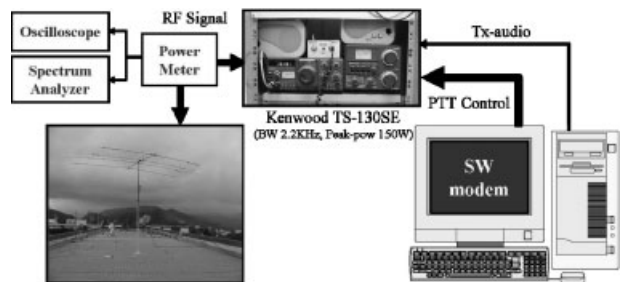 RF Signal
Oscilloscope
Spectrum
Analyzer
Power
Meter
Tx-audio
PTT Control
Kenwood TS-130SE
(BW 2.2KHz, Peak-pow 150W)
SW
modem